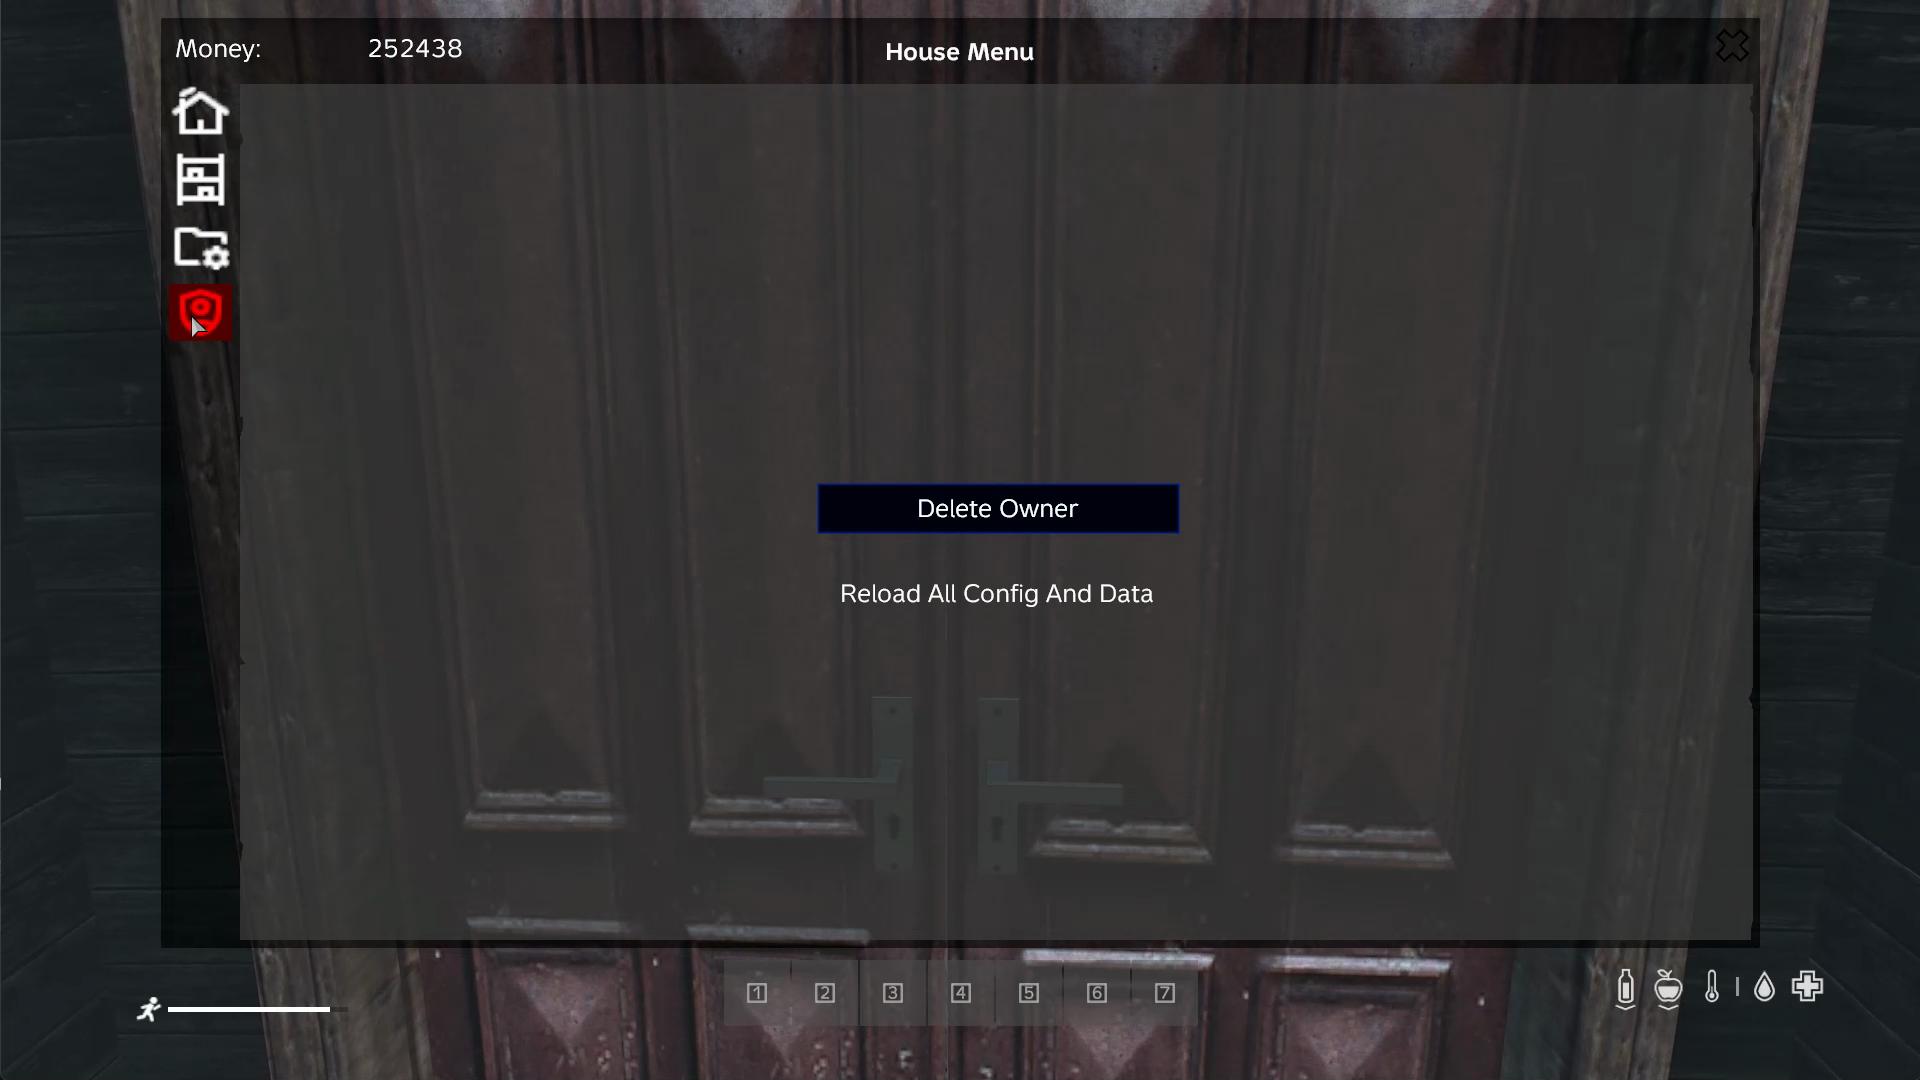 Money: 252438
House Menu
Delete Owner
Reload All Config And Data
1 2 3 4 5 6 7